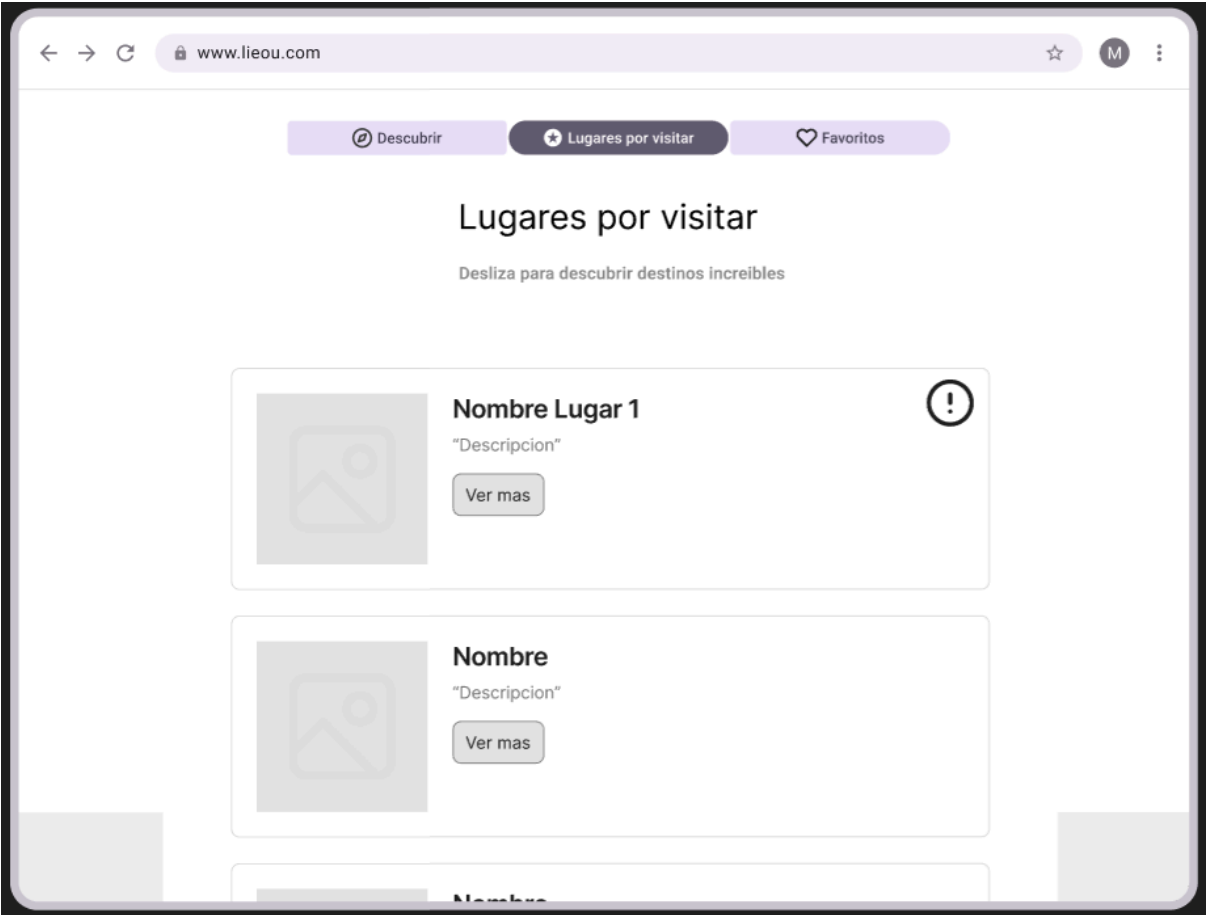 www.lieou.com
M
Descubrir
Lugares por visitar
Favoritos
Lugares por visitar
Desliza para descubrir destinos increibles
Nombre Lugar 1
“Descripcion”
Ver mas
Nombre
“Descripcion”
Ver mas
Nombre